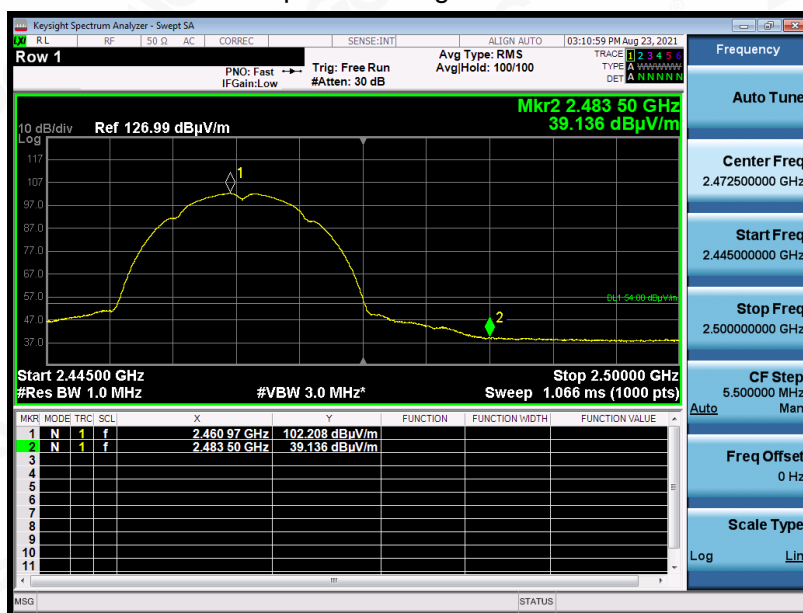 Keysight Spectrum Analyzer - Swept SA
LXI RL RF 50 Ω AC CORREC SENSE:INT ALIGN AUTO 03:10:59 PM Aug 23, 2021
Row 1
PNO: Fast
IFGain:Low
Trig: Free Run
#Atten: 30 dB
Avg Type: RMS
Avg|Hold: 100/100
TRACE 1 2 3 4 5 6
TYPE A WWWWW
DET A N N N N N
Mkr2 2.483 50 GHz
39.136 dBµV/m
10 dB/div Ref 126.99 dBµV/m
Log
117
107
97.0
87.0
77.0
67.0
57.0
47.0
37.0
1
2
DL1 54.00 dBµV/m
Start 2.44500 GHz
Stop 2.50000 GHz
#Res BW 1.0 MHz
#VBW 3.0 MHz*
Sweep 1.066 ms (1000 pts)
MKR MODE TRC SCL X Y FUNCTION FUNCTION WIDTH FUNCTION VALUE
1 N 1 f 2.460 97 GHz 102.208 dBµV/m
2 N 1 f 2.483 50 GHz 39.136 dBµV/m
3
4
5
6
7
8
9
10
11
MSG
STATUS
Frequency
Auto Tune
Center Freq
2.472500000 GHz
Start Freq
2.445000000 GHz
Stop Freq
2.500000000 GHz
CF Step
5.500000 MHz
Auto Man
Freq Offset
0 Hz
Scale Type
Log Lin